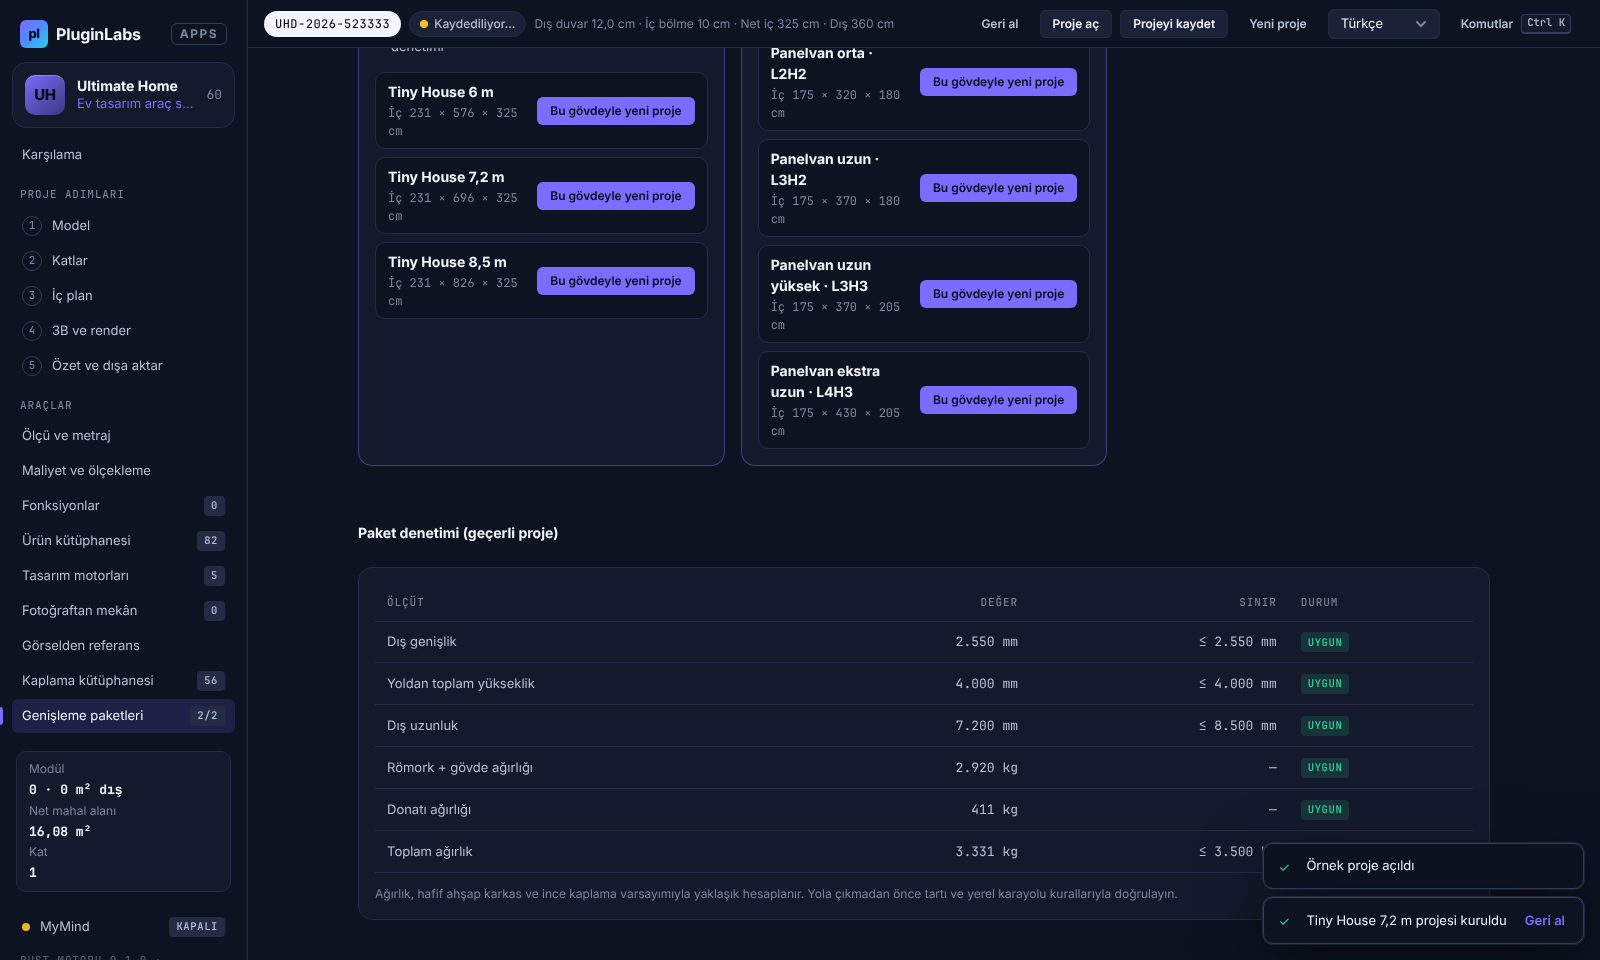 pl PluginLabs APPS
UH Ultimate Home
Ev tasarım araç s... 60
Karşılama
PROJE ADIMLARI
1 Model
2 Katlar
3 İç plan
4 3B ve render
5 Özet ve dışa aktar
ARAÇLAR
Ölçü ve metraj
Maliyet ve ölçekleme
Fonksiyonlar 0
Ürün kütüphanesi 82
Tasarım motorları 5
Fotoğraftan mekân 0
Görselden referans
Kaplama kütüphanesi 56
Genişleme paketleri 2/2
Modül
0 · 0 m² dış
Net mahal alanı
16,08 m²
Kat
1
MyMind KAPALI
UHD-2026-523333 Kaydediliyor... Dış duvar 12,0 cm · İç bölme 10 cm · Net iç 325 cm · Dış 360 cm Geri al Proje aç Projeyi kaydet Yeni proje Türkçe Komutlar Ctrl K
denetimi
Tiny House 6 m
İç 231 × 576 × 325
cm
Bu gövdeyle yeni proje
Tiny House 7,2 m
İç 231 × 696 × 325
cm
Bu gövdeyle yeni proje
Tiny House 8,5 m
İç 231 × 826 × 325
cm
Bu gövdeyle yeni proje
Panelvan orta ·
L2H2
İç 175 × 320 × 180
cm
Bu gövdeyle yeni proje
Panelvan uzun ·
L3H2
İç 175 × 370 × 180
cm
Bu gövdeyle yeni proje
Panelvan uzun
yüksek · L3H3
İç 175 × 370 × 205
cm
Bu gövdeyle yeni proje
Panelvan ekstra
uzun · L4H3
İç 175 × 430 × 205
cm
Bu gövdeyle yeni proje
Paket denetimi (geçerli proje)
ÖLÇÜT DEĞER SINIR DURUM
Dış genişlik 2.550 mm ≤ 2.550 mm UYGUN
Yoldan toplam yükseklik 4.000 mm ≤ 4.000 mm UYGUN
Dış uzunluk 7.200 mm ≤ 8.500 mm UYGUN
Römork + gövde ağırlığı 2.920 kg — UYGUN
Donatı ağırlığı 411 kg — UYGUN
Toplam ağırlık 3.331 kg ≤ 3.500
Ağırlık, hafif ahşap karkas ve ince kaplama varsayımıyla yaklaşık hesaplanır. Yola çıkmadan önce tartı ve yerel karayolu kurallarıyla doğrulayın.
Örnek proje açıldı
Tiny House 7,2 m projesi kuruldu Geri al